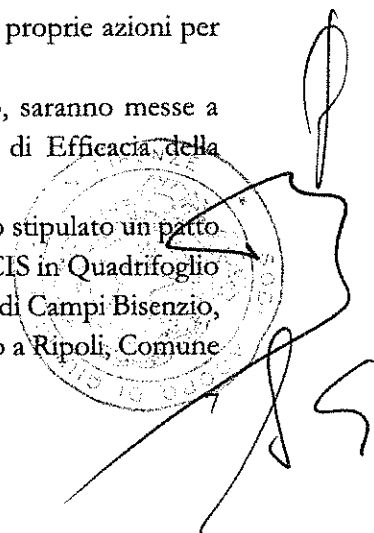 proprie azioni per
, saranno messe a
di Efficacia della
o stipulato un patto
CIS in Quadrifoglio
di Campi Bisenzio,
o a Ripoli, Comune